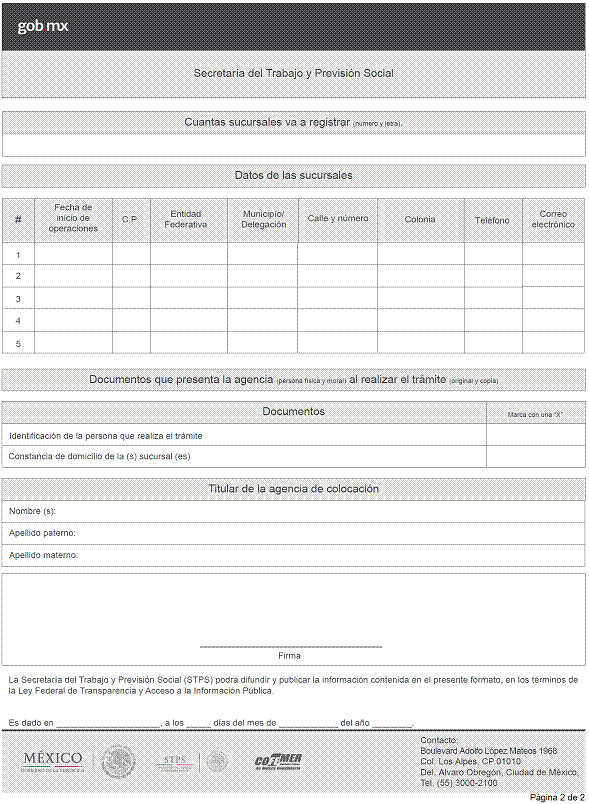 gob mx
Secretaría del Trabajo y Previsión Social
Cuantas sucursales va a registrar (número y letra).
Datos de las sucursales
# Fecha de inicio de operaciones C.P. Entidad Federativa Municipio/ Delegación Calle y número Colonia Teléfono Correo electrónico
1
2
3
4
5
Documentos que presenta la agencia (persona física y moral) al realizar el trámite (original y copia)
Documentos Marca con una "X"
Identificación de la persona que realiza el trámite
Constancia de domicilio de la (s) sucursal (es)
Titular de la agencia de colocación
Nombre (s):
Apellido paterno:
Apellido materno:
Firma
La Secretaría del Trabajo y Previsión Social (STPS) podrá difundir y publicar la información contenida en el presente formato, en los términos de
la Ley Federal de Transparencia y Acceso a la Información Pública.
Es dado en ____________________, a los _____ días del mes de ____________ del año ________.
MÉXICO
GOBIERNO DE LA REPÚBLICA
STPS
COFEMER
Contacto:
Boulevard Adolfo López Mateos 1968
Col. Los Alpes, CP.01010
Del. Alvaro Obregón, Ciudad de México,
Tel. (55) 3000-2100
Página 2 de 2